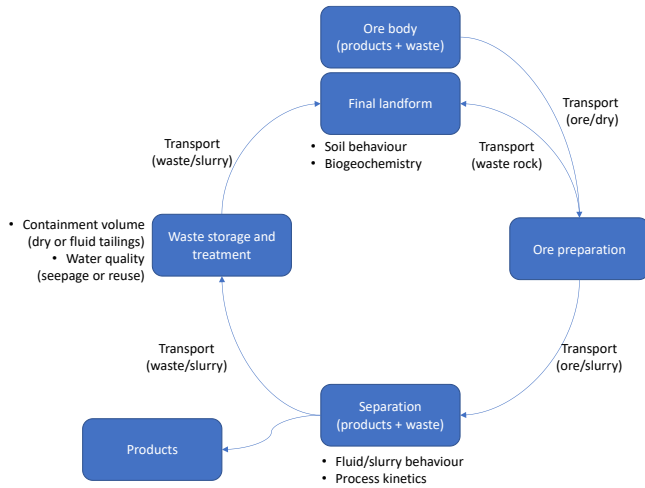 Ore body
(products + waste)
Final landform
Transport
(ore/dry)
Transport
(waste/slurry)
• Soil behaviour
• Biogeochemistry
Transport
(waste rock)
• Containment volume
(dry or fluid tailings)
• Water quality
(seepage or reuse)
Waste storage and
treatment
Ore preparation
Transport
(waste/slurry)
Transport
(ore/slurry)
Separation
(products + waste)
Products
• Fluid/slurry behaviour
• Process kinetics